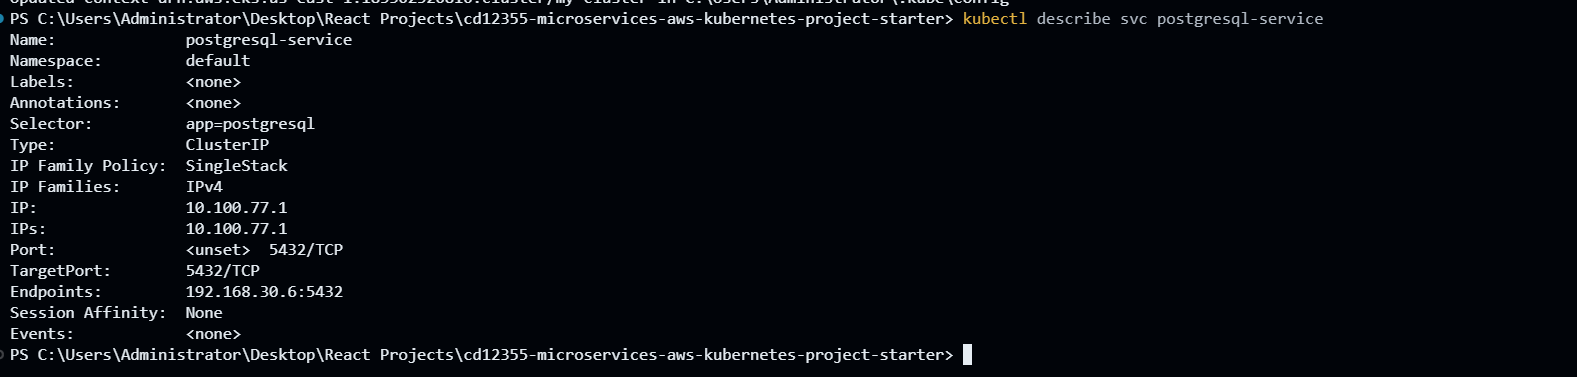 PS C:\Users\Administrator\Desktop\React Projects\cd12355-microservices-aws-kubernetes-project-starter> kubectl describe svc postgresql-service
Name:              postgresql-service
Namespace:         default
Labels:            <none>
Annotations:       <none>
Selector:          app=postgresql
Type:              ClusterIP
IP Family Policy:  SingleStack
IP Families:       IPv4
IP:                10.100.77.1
IPs:               10.100.77.1
Port:              <unset>  5432/TCP
TargetPort:        5432/TCP
Endpoints:         192.168.30.6:5432
Session Affinity:  None
Events:            <none>
PS C:\Users\Administrator\Desktop\React Projects\cd12355-microservices-aws-kubernetes-project-starter>